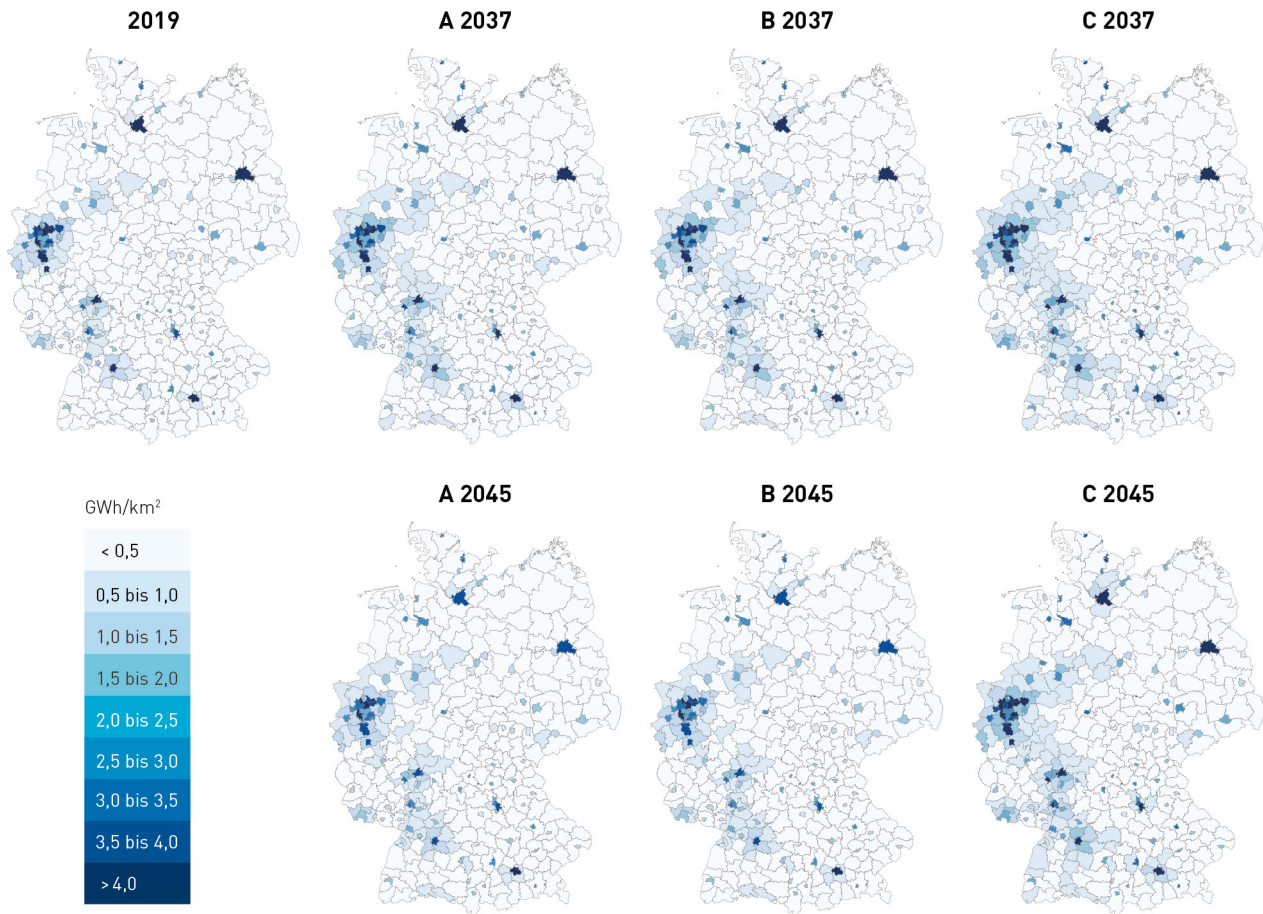 2019
A 2037
B 2037
C 2037
A 2045
B 2045
C 2045
GWh/km²
< 0,5
0,5 bis 1,0
1,0 bis 1,5
1,5 bis 2,0
2,0 bis 2,5
2,5 bis 3,0
3,0 bis 3,5
3,5 bis 4,0
> 4,0